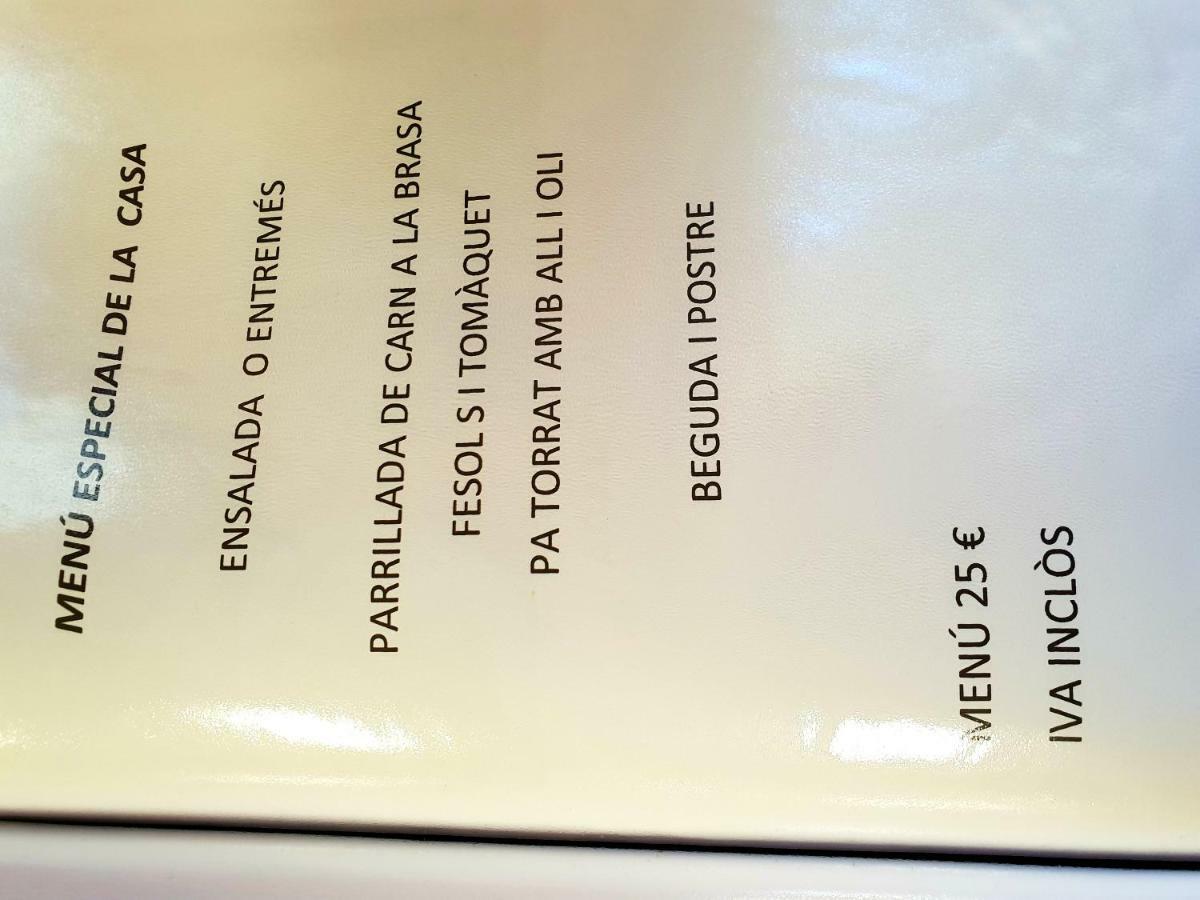 MENÚ ESPECIAL DE LA CASA
ENSALADA O ENTREMÉS
PARRILLADA DE CARN A LA BRASA
FESOL S I TOMÀQUET
PA TORRAT AMB ALL I OLI
BEGUDA I POSTRE
MENÚ 25 €
IVA INCLÒS